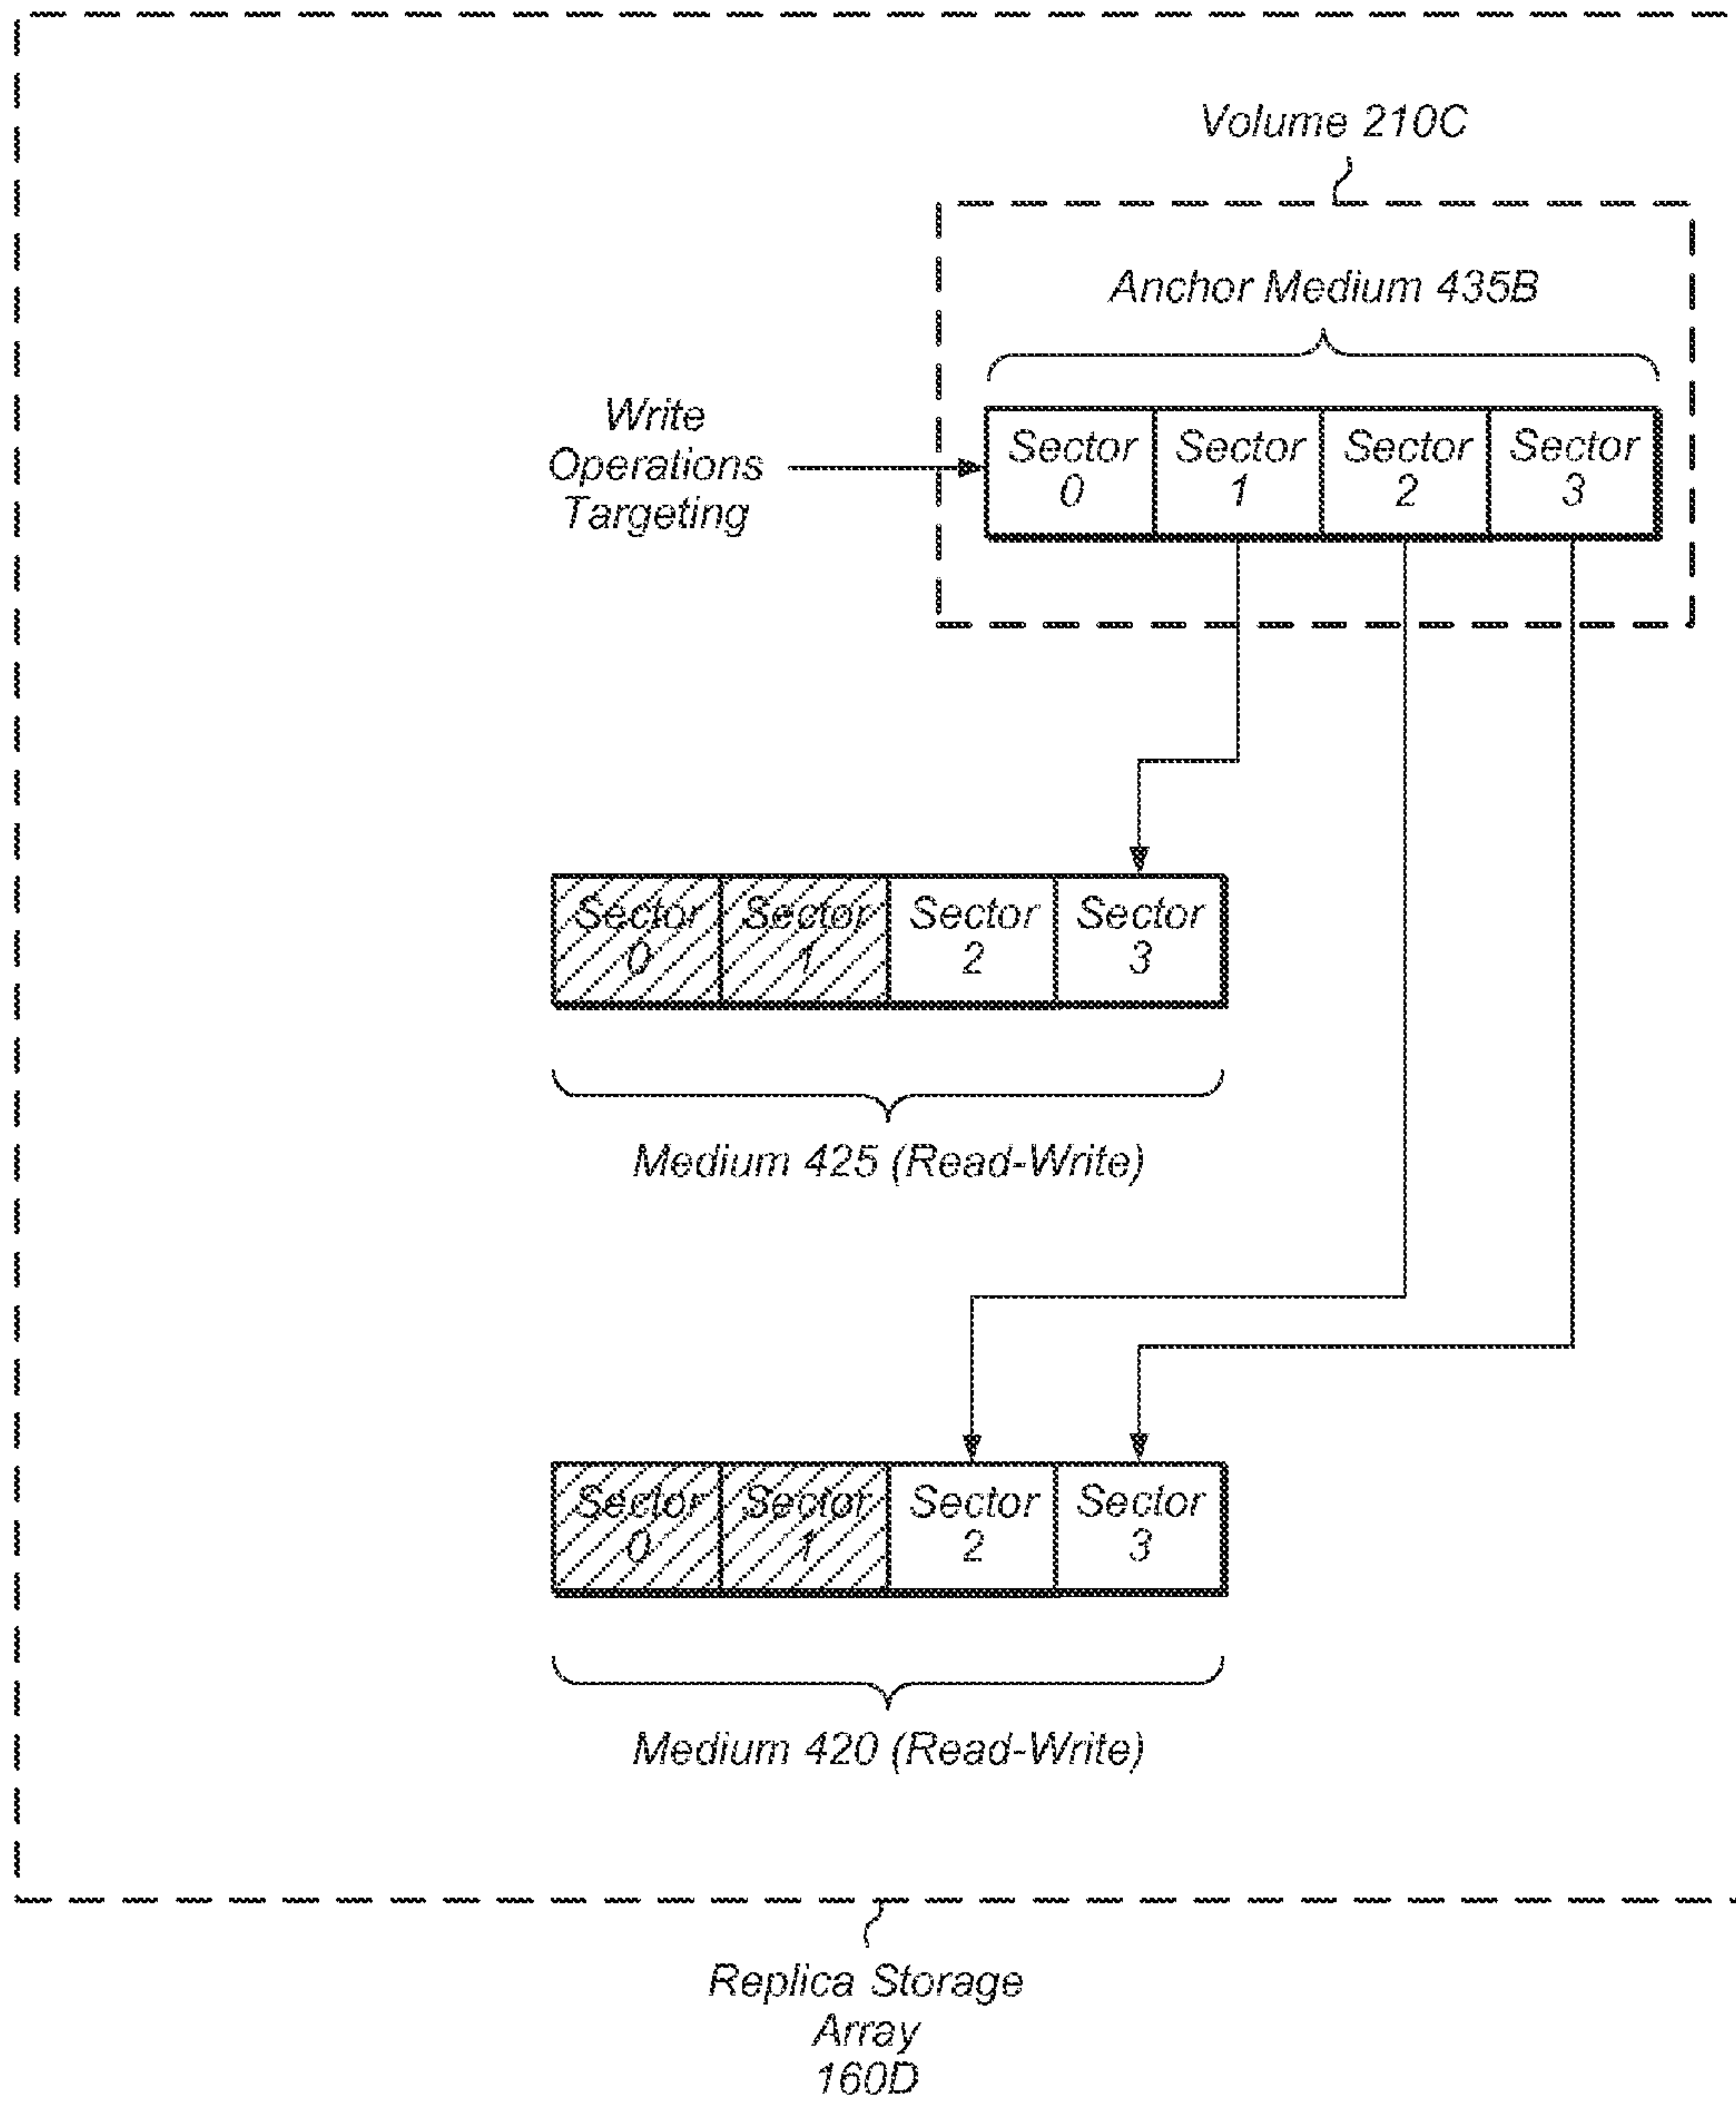 Volume 210C
Anchor Medium 435B
Write
Operations
Targeting
Sector Sector Sector Sector
0 1 2 3
Sector Sector Sector Sector
0 1 2 3
Medium 425 (Read-Write)
Sector Sector Sector Sector
0 1 2 3
Medium 420 (Read-Write)
Replica Storage
Array
160D